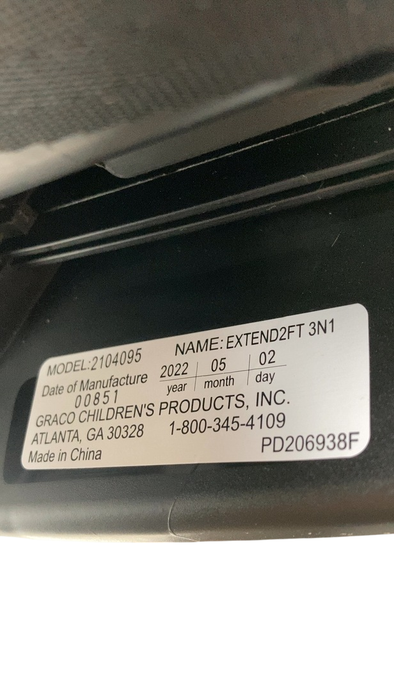 MODEL:2104095 NAME: EXTEND2FT 3N1
Date of Manufacture 2022 05 02
00851 year month day
GRACO CHILDREN'S PRODUCTS, INC.
ATLANTA, GA 30328 1-800-345-4109
Made in China PD206938F